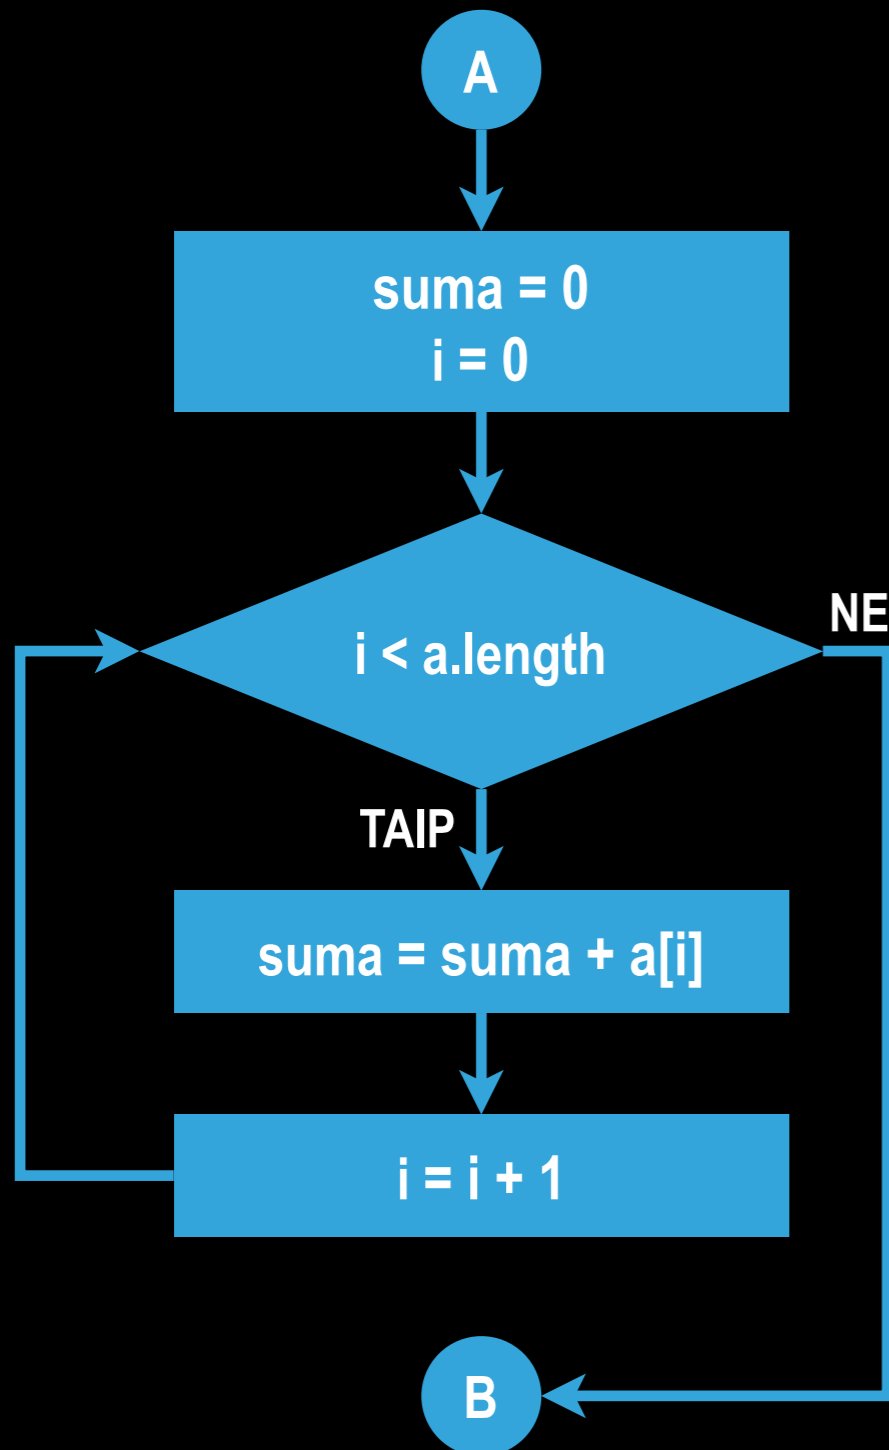 A
suma = 0
i = 0
i < a.length
NE
TAIP
suma = suma + a[i]
i = i + 1
B